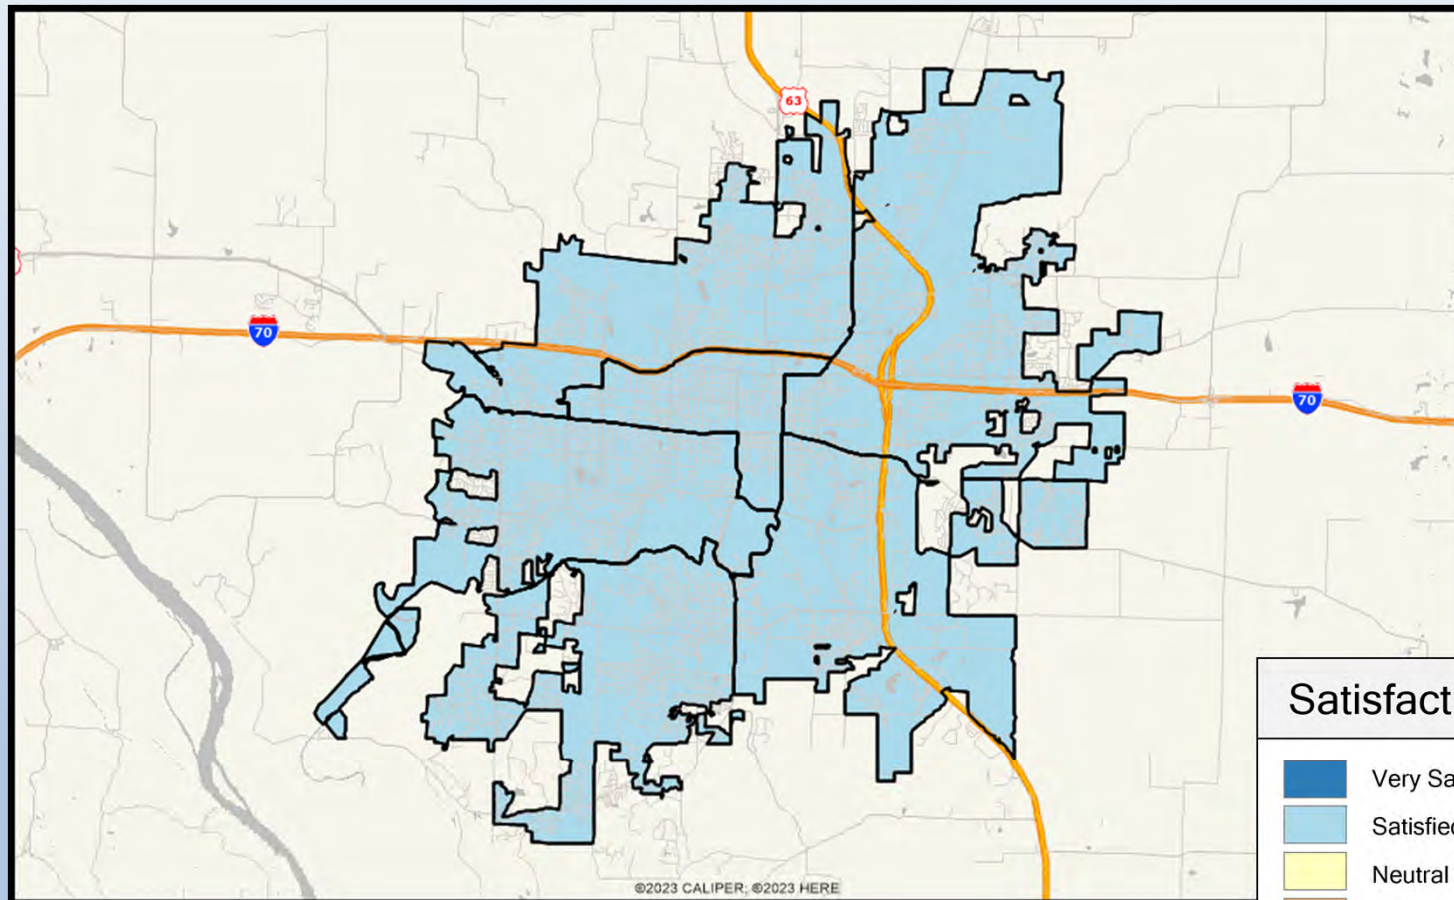 63
70
70
Satisfact
Very Sa
Satisfied
Neutral
©2023 CALIPER; ©2023 HERE